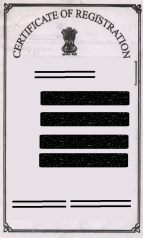 CERTIFICATE OF REGISTRATION